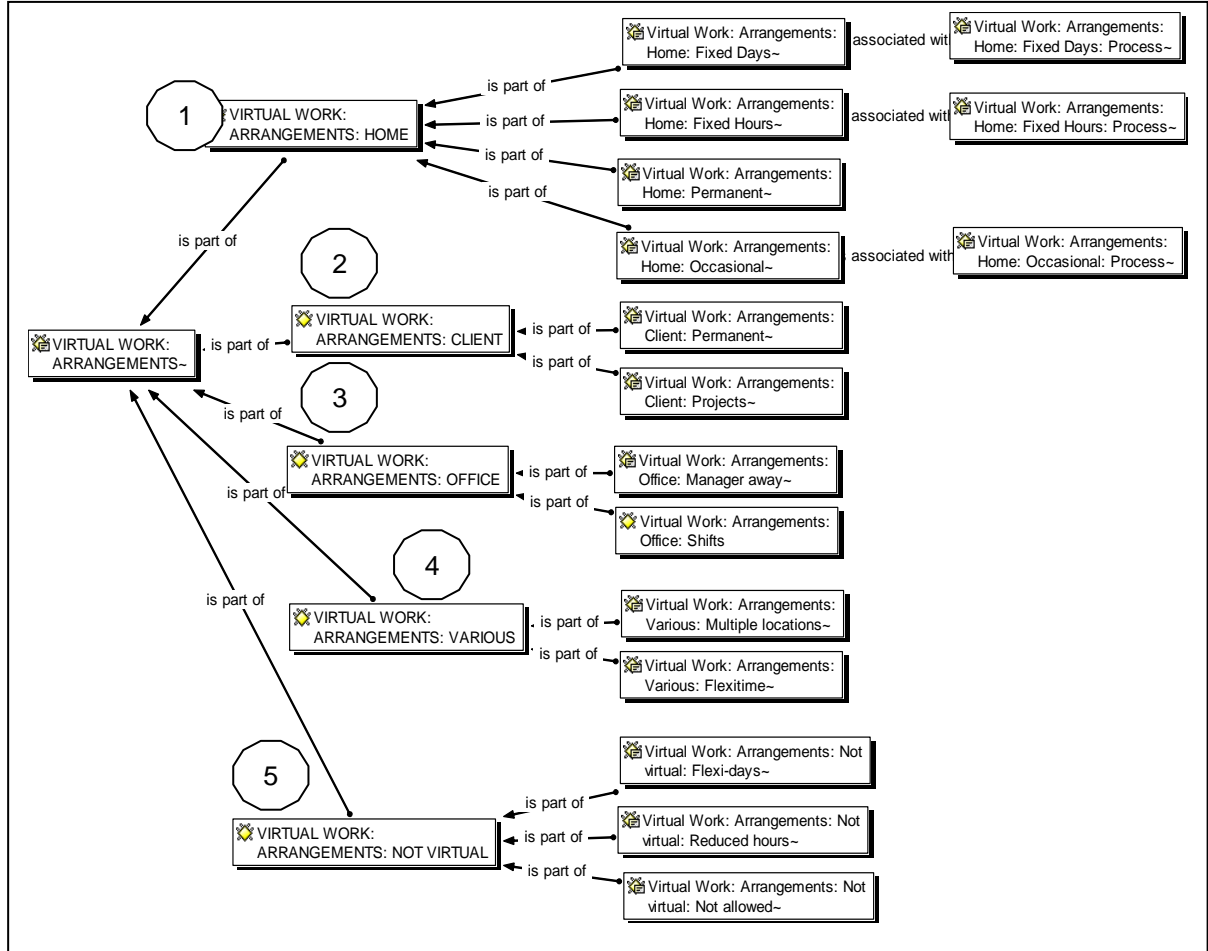 Virtual Work: Arrangements:
Home: Fixed Days~
associated wit
Virtual Work: Arrangements:
Home: Fixed Days: Process~
is part of
1
VIRTUAL WORK:
ARRANGEMENTS: HOME
is part of
Virtual Work: Arrangements:
Home: Fixed Hours~
associated with
Virtual Work: Arrangements:
Home: Fixed Hours: Process~
is part of
Virtual Work: Arrangements:
Home: Permanent~
is part of
is part of
Virtual Work: Arrangements:
Home: Occasional~
associated with
Virtual Work: Arrangements:
Home: Occasional: Process~
2
VIRTUAL WORK:
ARRANGEMENTS~
is part of
VIRTUAL WORK:
ARRANGEMENTS: CLIENT
is part of
Virtual Work: Arrangements:
Client: Permanent~
is part of
Virtual Work: Arrangements:
Client: Projects~
3
is part of
VIRTUAL WORK:
ARRANGEMENTS: OFFICE
is part of
Virtual Work: Arrangements:
Office: Manager away~
is part of
is part of
Virtual Work: Arrangements:
Office: Shifts
4
is part of
VIRTUAL WORK:
ARRANGEMENTS: VARIOUS
is part of
Virtual Work: Arrangements:
Various: Multiple locations~
is part of
Virtual Work: Arrangements:
Various: Flexitime~
5
VIRTUAL WORK:
ARRANGEMENTS: NOT VIRTUAL
is part of
Virtual Work: Arrangements: Not
virtual: Flexi-days~
is part of
Virtual Work: Arrangements: Not
virtual: Reduced hours~
is part of
Virtual Work: Arrangements: Not
virtual: Not allowed~